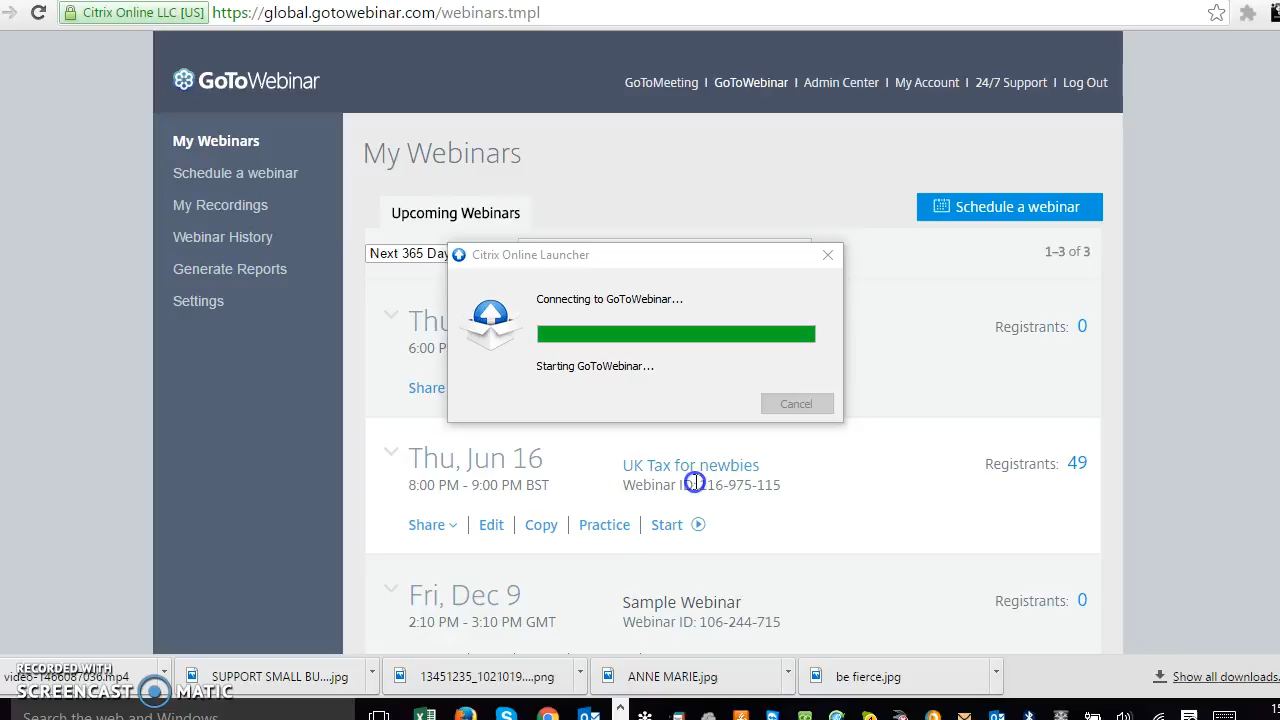 Citrix Online LLC [US] https://global.gotowebinar.com/webinars.tmpl
GoToWebinar
GoToMeeting | GoToWebinar | Admin Center | My Account | 24/7 Support | Log Out
My Webinars
Schedule a webinar
My Recordings
Webinar History
Generate Reports
Settings
My Webinars
Upcoming Webinars
Schedule a webinar
Next 365 Day
1–3 of 3
Citrix Online Launcher
Connecting to GoToWebinar...
Starting GoToWebinar...
Cancel
Thu
6:00 P
Registrants: 0
Share
Thu, Jun 16
8:00 PM - 9:00 PM BST
UK Tax for newbies
Webinar ID: 216-975-115
Registrants: 49
Share | Edit | Copy | Practice | Start
Fri, Dec 9
2:10 PM - 3:10 PM GMT
Sample Webinar
Webinar ID: 106-244-715
Registrants: 0
video-1466087036.mp4
SUPPORT SMALL BU....jpg
13451235_1021019....png
ANNE MARIE.jpg
be fierce.jpg
Show all downloads.
RECORDED WITH
SCREENCAST MATIC
Search the web and Windows